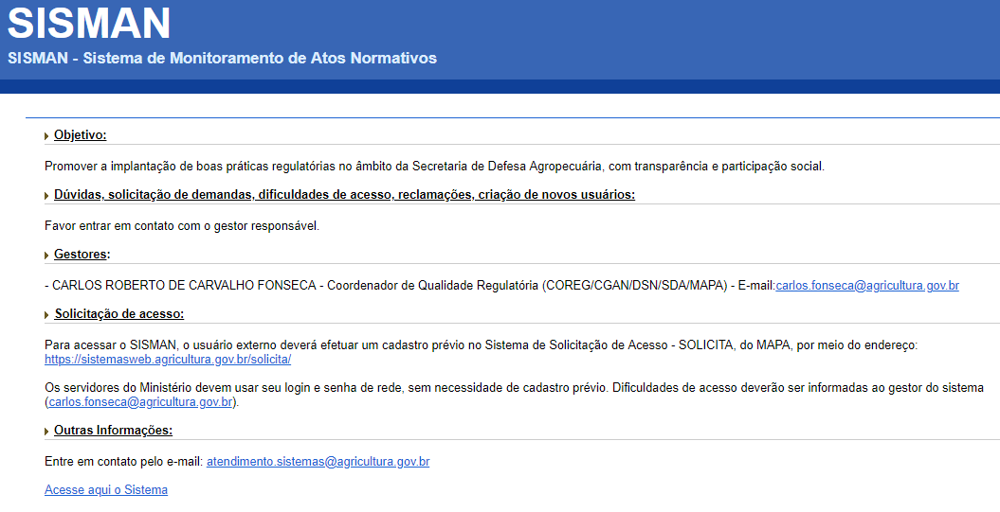 SISMAN
SISMAN - Sistema de Monitoramento de Atos Normativos
Objetivo:
Promover a implantação de boas práticas regulatórias no âmbito da Secretaria de Defesa Agropecuária, com transparência e participação social.
Dúvidas, solicitação de demandas, dificuldades de acesso, reclamações, criação de novos usuários:
Favor entrar em contato com o gestor responsável.
Gestores:
- CARLOS ROBERTO DE CARVALHO FONSECA - Coordenador de Qualidade Regulatória (COREG/CGAN/DSN/SDA/MAPA) - E-mail:carlos.fonseca@agricultura.gov.br
Solicitação de acesso:
Para acessar o SISMAN, o usuário externo deverá efetuar um cadastro prévio no Sistema de Solicitação de Acesso - SOLICITA, do MAPA, por meio do endereço:
https://sistemasweb.agricultura.gov.br/solicita/
Os servidores do Ministério devem usar seu login e senha de rede, sem necessidade de cadastro prévio. Dificuldades de acesso deverão ser informadas ao gestor do sistema
(carlos.fonseca@agricultura.gov.br).
Outras Informações:
Entre em contato pelo e-mail: atendimento.sistemas@agricultura.gov.br
Acesse aqui o Sistema